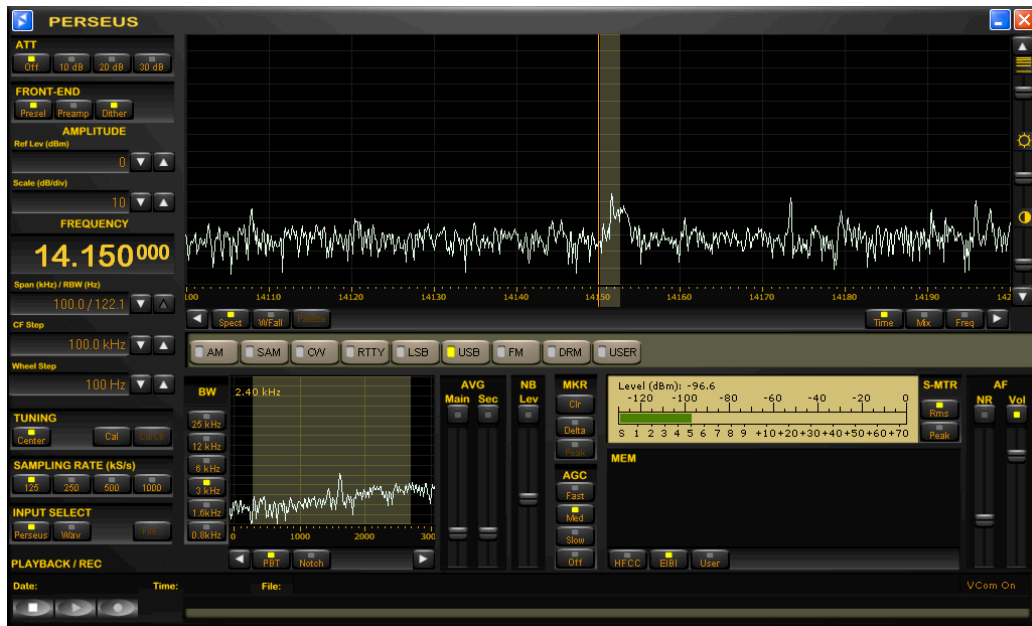 PERSEUS
ATT
Off 10 dB 20 dB 30 dB
FRONT-END
Presel Preamp Dither
AMPLITUDE
Ref Lev (dBm)
0
Scale (dB/div)
10
FREQUENCY
14.150000
Span (kHz) / RBW (Hz)
100.0 / 122.1
CF Step
100.0 kHz
Wheel Step
100 Hz
TUNING
Center Cal Cal Clr
SAMPLING RATE (kS/s)
125 250 500 1000
INPUT SELECT
Perseus Wav File..
PLAYBACK / REC
Date: Time: File:
100 14110 14120 14130 14140 14150 14160 14170 14180 14190 142
Spect WFall Time Mix Freq
AM SAM CW RTTY LSB USB FM DRM USER
BW 2.40 kHz
25 kHz
12 kHz
6 kHz
3 kHz
1.6kHz
0.8kHz
0 1000 2000 300
PBT Notch
AVG
Main Sec
NB
Lev
MKR
Clr
Delta
Peak
AGC
Fast
Med
Slow
Off
Level (dBm): -96.6
-120 -100 -80 -60 -40 -20 0
S 1 2 3 4 5 6 7 8 9 +10+20+30+40+50+60+70
S-MTR
Rms
Peak
MEM
HFCC EIBI User
AF
NR Vol
VCom On